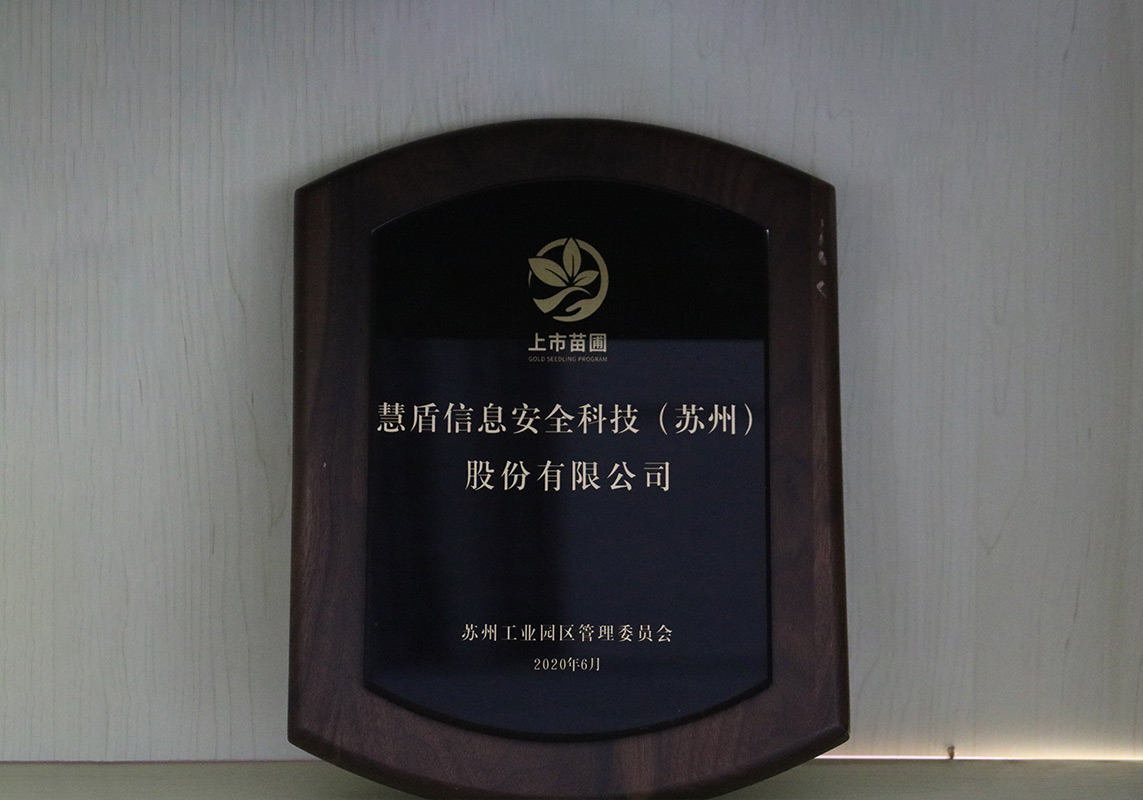 上市苗圃
GOLD SEEDLING PROGRAM
慧盾信息安全科技（苏州）
股份有限公司
苏州工业园区管理委员会
2020年6月